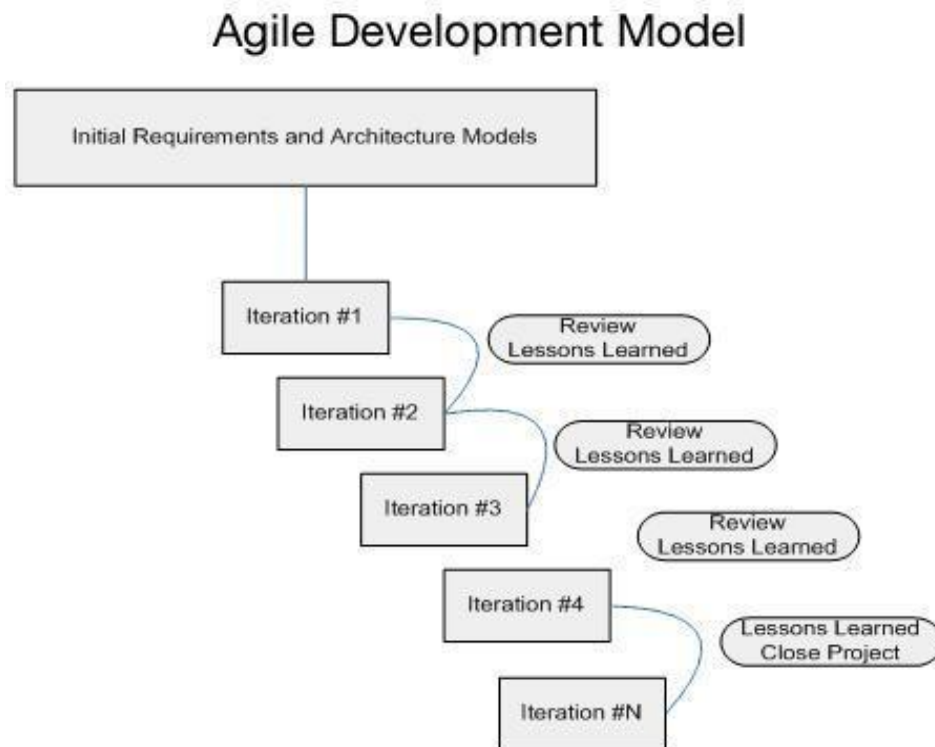 Agile Development Model
Initial Requirements and Architecture Models
Iteration #1
Review
Lessons Learned
Iteration #2
Review
Lessons Learned
Iteration #3
Review
Lessons Learned
Iteration #4
Lessons Learned
Close Project
Iteration #N